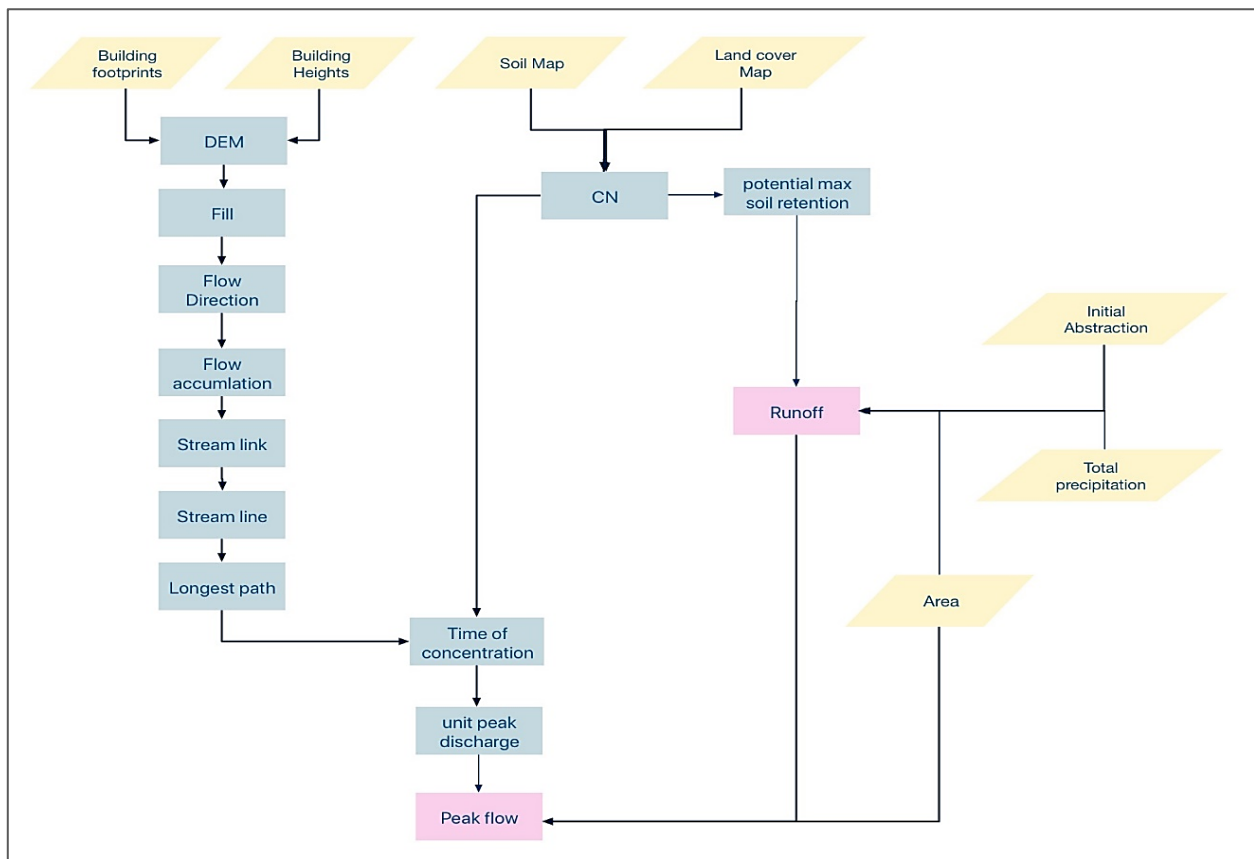 Building
footprints
Building
Heights
Soil Map
Land cover
Map
DEM
Fill
Flow
Direction
Flow
accumlation
Stream link
Stream line
Longest path
CN
potential max
soil retention
Initial
Abstraction
Runoff
Total
precipitation
Area
Time of
concentration
unit peak
discharge
Peak flow